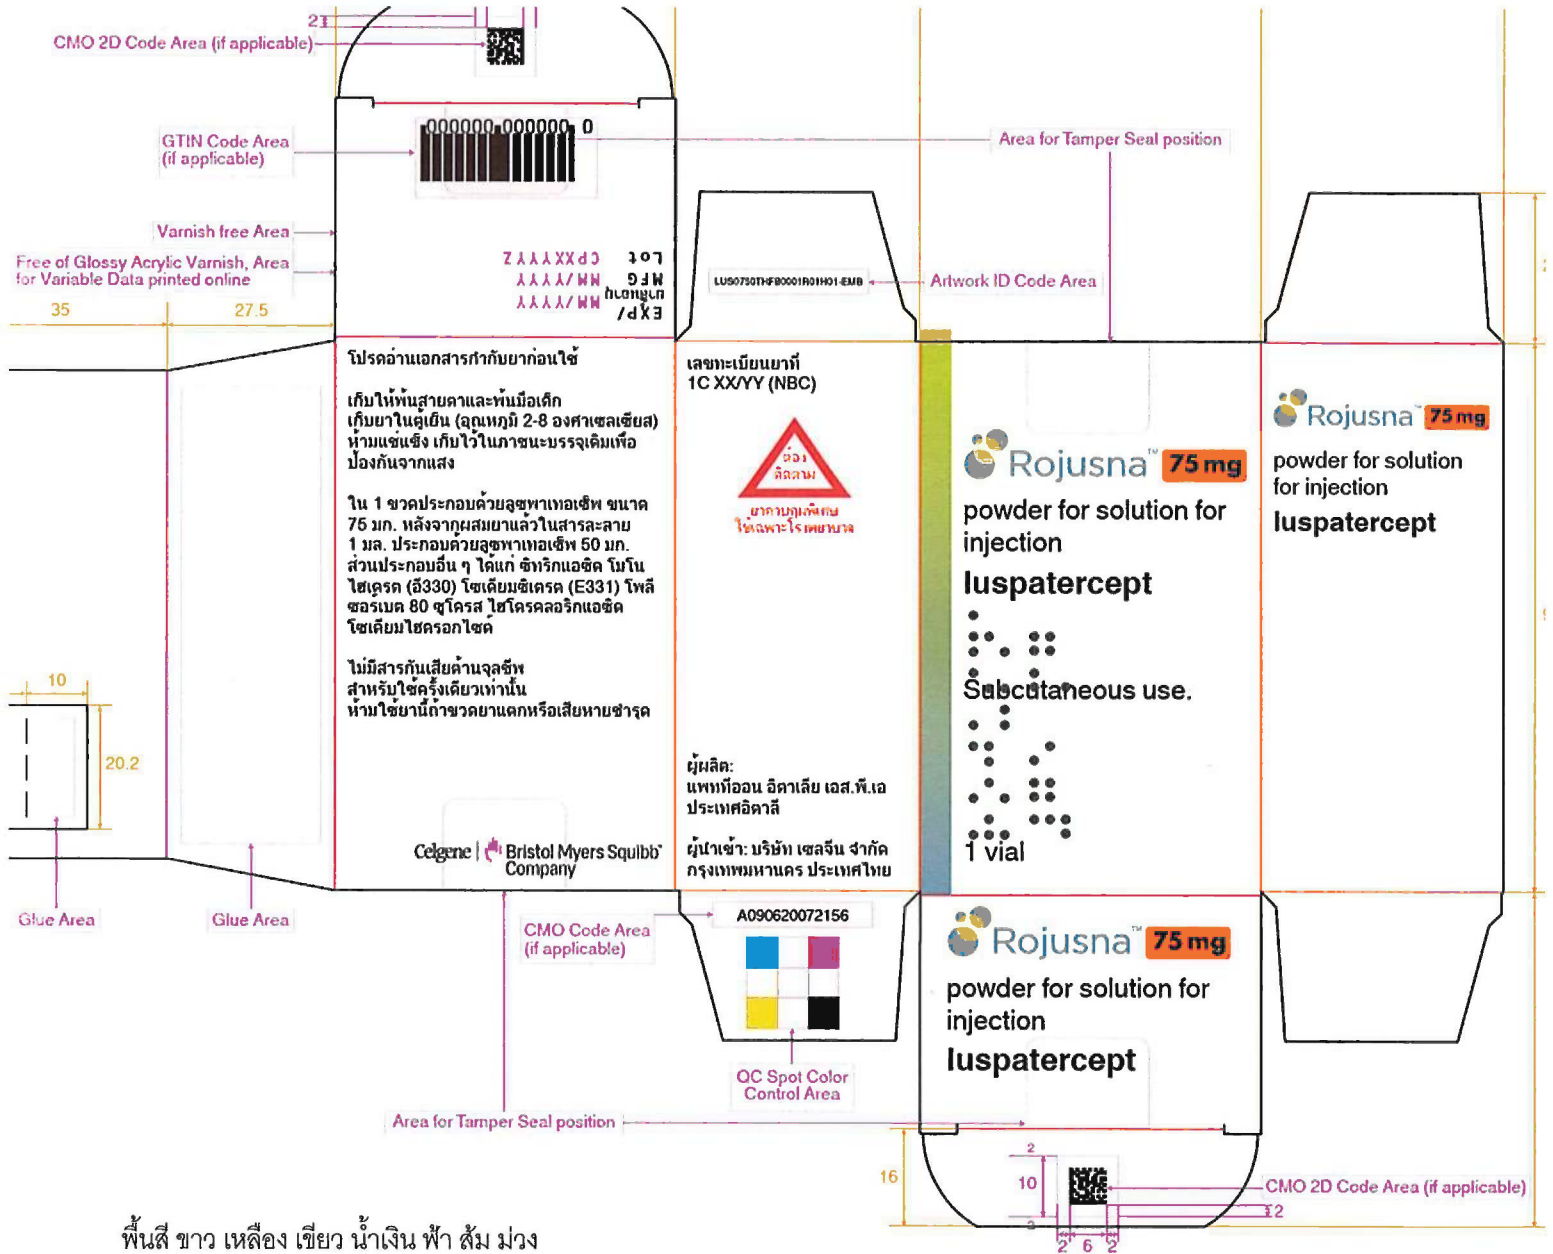 2
CMO 2D Code Area (if applicable)
000000 000000 0
GTIN Code Area
(if applicable)
Area for Tamper Seal position
Varnish free Area
Free of Glossy Acrylic Varnish, Area
for Variable Data printed online
35
27.5
Lot CPXXYYYZ
MFG MM/YYYY
EXP/
MM/YYYY
LUS0750THFB0001R01H01-EMB
Artwork ID Code Area
โปรดอ่านเอกสารกำกับยาก่อนใช้
เก็บให้พ้นสายตาและพ้นมือเด็ก
เก็บยาในตู้เย็น (อุณหภูมิ 2-8 องศาเซลเซียส)
ห้ามแช่แข็ง เก็บไว้ในภาชนะบรรจุเดิมเพื่อ
ป้องกันจากแสง
ใน 1 ขวดประกอบด้วยลูซพาเทอเซ็พ ขนาด
75 มก. หลังจากผสมยาแล้วในสารละลาย
1 มล. ประกอบด้วยลูซพาเทอเซ็พ 50 มก.
ส่วนประกอบอื่น ๆ ได้แก่ ซิทริกแอซิด โมโน
ไฮเดรต (อี330) โซเดียมซิเตรต (E331) โพลี
ซอร์เบต 80 ซูโครส ไฮโดรคลอริกแอซิด
โซเดียมไฮดรอกไซด์
ไม่มีสารกันเสียต้านจุลชีพ
สำหรับใช้ครั้งเดียวเท่านั้น
ห้ามใช้ยานี้ถ้าขวดยาแตกหรือเสียหายชำรุด
Celgene | Bristol Myers Squibb™
Company
เลขทะเบียนยาที่
1C XX/YY (NBC)
ต้อง
ติดตาม
ยาควบคุมพิเศษ
ใช้เฉพาะโรงพยาบาล
ผู้ผลิต:
แพททีออน อิตาเลีย เอส.พี.เอ
ประเทศอิตาลี
ผู้นำเข้า: บริษัท เซลจีน จำกัด
กรุงเทพมหานคร ประเทศไทย
Rojusna™ 75 mg
powder for solution for
injection
luspatercept
Subcutaneous use.
1 vial
Rojusna™ 75 mg
powder for solution
for injection
luspatercept
10
20.2
Glue Area
Glue Area
CMO Code Area
(if applicable)
A090620072156
QC Spot Color
Control Area
Area for Tamper Seal position
Rojusna™ 75 mg
powder for solution for
injection
luspatercept
16
2
10
2
2 6 2
2
CMO 2D Code Area (if applicable)
พื้นสี ขาว เหลือง เขียว น้ำเงิน ฟ้า ส้ม ม่วง